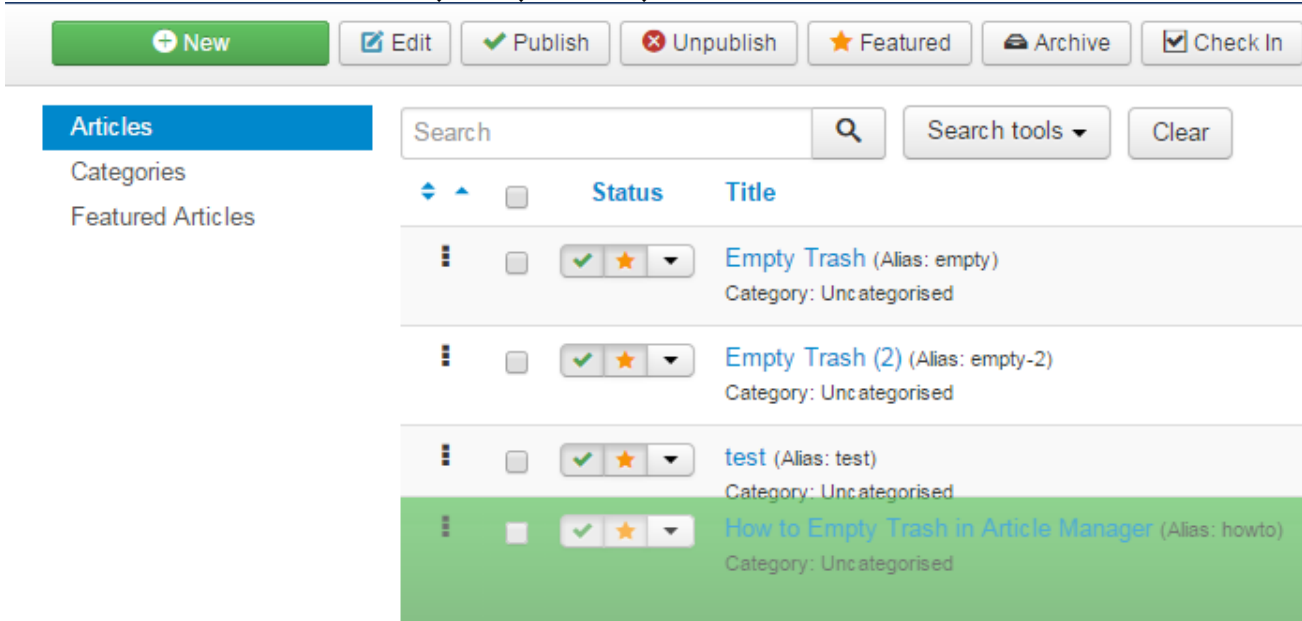 New Edit Publish Unpublish Featured Archive Check In
Articles
Categories
Featured Articles
Search Search tools Clear
Status Title
Empty Trash (Alias: empty)
Category: Uncategorised
Empty Trash (2) (Alias: empty-2)
Category: Uncategorised
test (Alias: test)
Category: Uncategorised
How to Empty Trash in Article Manager (Alias: howto)
Category: Uncategorised